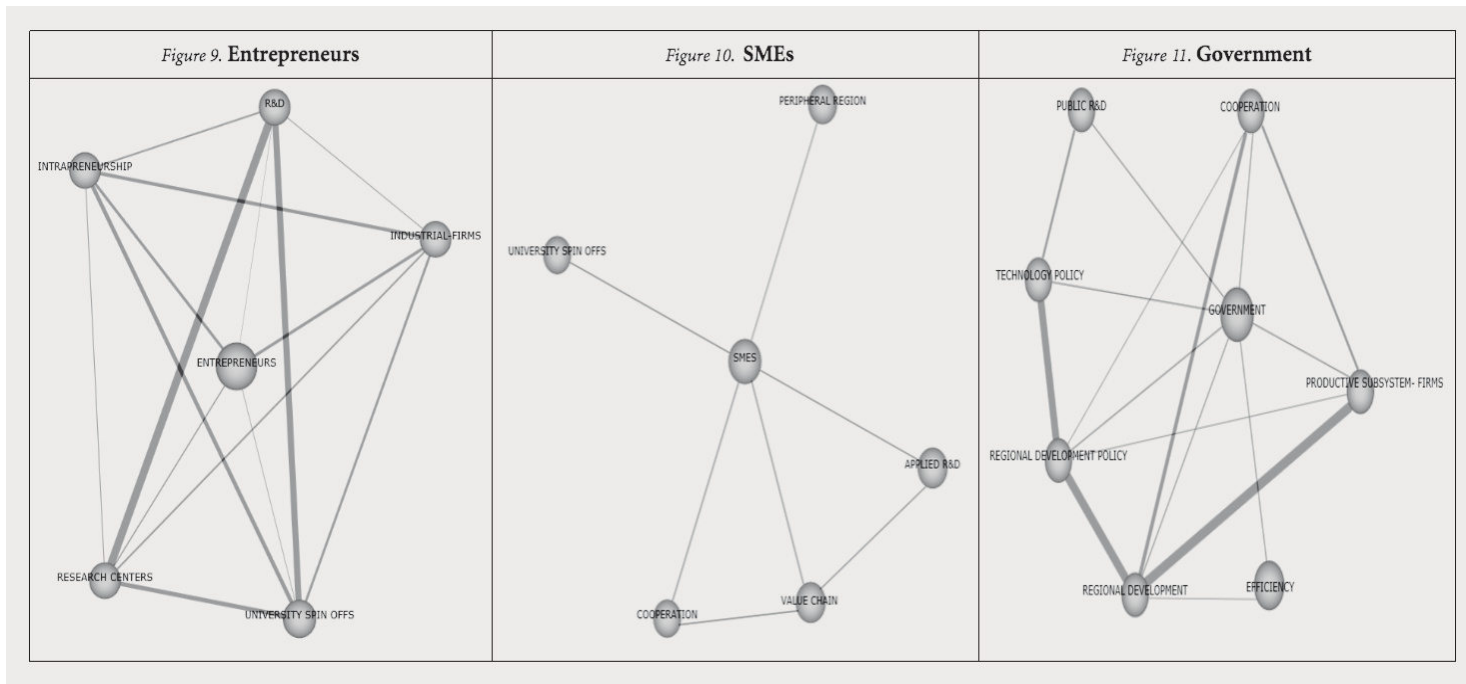 Figure 9. Entrepreneurs
R&D
INTRAPRENEURSHIP
INDUSTRIAL-FIRMS
ENTREPRENEURS
RESEARCH CENTERS
UNIVERSITY SPIN OFFS
Figure 10. SMEs
PERIPHERAL REGION
UNIVERSITY SPIN OFFS
SMES
APPLIED R&D
VALUE CHAIN
COOPERATION
Figure 11. Government
PUBLIC R&D
COOPERATION
TECHNOLOGY POLICY
GOVERNMENT
PRODUCTIVE SUBSYSTEM- FIRMS
REGIONAL DEVELOPMENT POLICY
REGIONAL DEVELOPMENT
EFFICIENCY